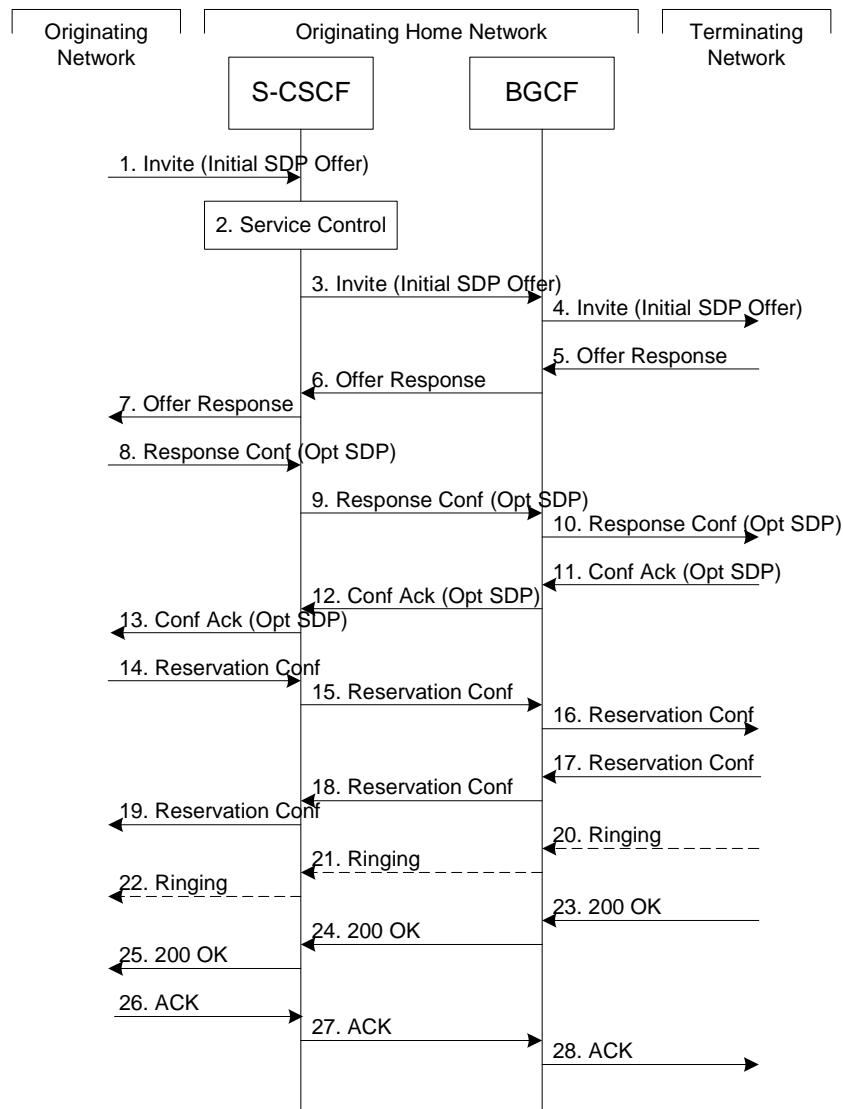 Originating
Network
Originating Home Network
Terminating
Network
S-CSCF
BGCF
1. Invite (Initial SDP Offer)
2. Service Control
3. Invite (Initial SDP Offer)
4. Invite (Initial SDP Offer)
5. Offer Response
6. Offer Response
7. Offer Response
8. Response Conf (Opt SDP)
9. Response Conf (Opt SDP)
10. Response Conf (Opt SDP)
11. Conf Ack (Opt SDP)
12. Conf Ack (Opt SDP)
13. Conf Ack (Opt SDP)
14. Reservation Conf
15. Reservation Conf
16. Reservation Conf
17. Reservation Conf
18. Reservation Conf
19. Reservation Conf
20. Ringing
21. Ringing
22. Ringing
23. 200 OK
24. 200 OK
25. 200 OK
26. ACK
27. ACK
28. ACK